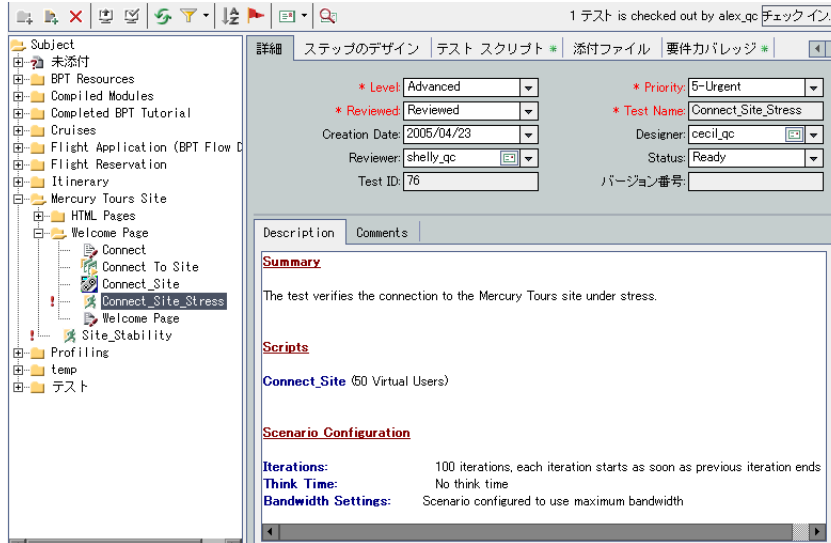 1 テスト is checked out by alex_qc チェックイン
Subject
未添付
BPT Resources
Compiled Modules
Completed BPT Tutorial
Cruises
Flight Application (BPT Flow D
Flight Reservation
Itinerary
Mercury Tours Site
HTML Pages
Welcome Page
Connect
Connect To Site
Connect_Site
! Connect_Site_Stress
Welcome Page
! Site_Stability
Profiling
temp
テスト
詳細 ステップのデザイン テスト スクリプト * 添付ファイル 要件カバレッジ *
* Level: Advanced * Priority: 5-Urgent
* Reviewed: Reviewed * Test Name: Connect_Site_Stress
Creation Date: 2005/04/23 Designer: cecil_qc
Reviewer: shelly_qc Status: Ready
Test ID: 76 バージョン番号:
Description Comments
Summary
The test verifies the connection to the Mercury Tours site under stress.
Scripts
Connect_Site (50 Virtual Users)
Scenario Configuration
Iterations: 100 iterations, each iteration starts as soon as previous iteration ends
Think Time: No think time
Bandwidth Settings: Scenario configured to use maximum bandwidth